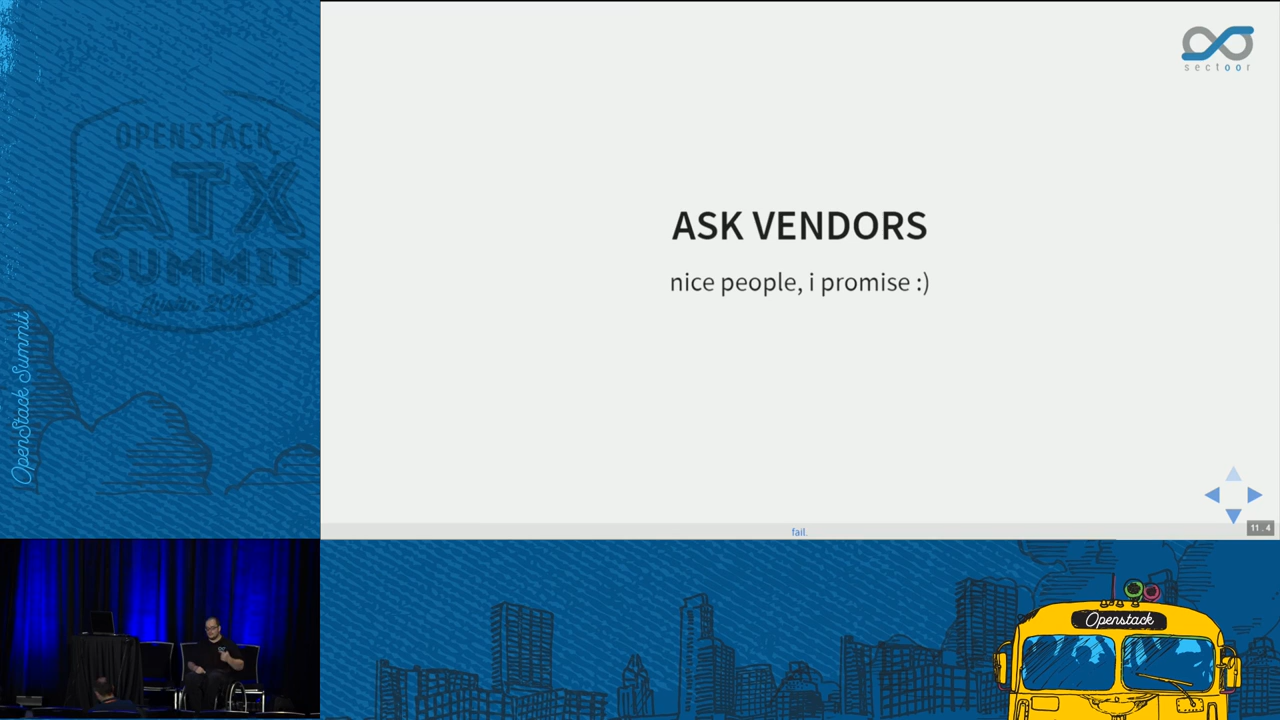 OPENSTACK
ATX
SUMMIT
Austin 2016
OpenStack Summit
sectoor
ASK VENDORS
nice people, i promise :)
fail.
11.4
Openstack